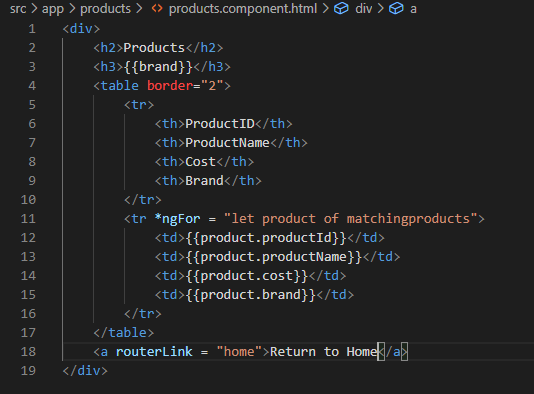 src > app > products > products.component.html > div > a
1 <div>
2 <h2>Products</h2>
3 <h3>{{brand}}</h3>
4 <table border="2">
5 <tr>
6 <th>ProductID</th>
7 <th>ProductName</th>
8 <th>Cost</th>
9 <th>Brand</th>
10 </tr>
11 <tr *ngFor = "let product of matchingproducts">
12 <td>{{product.productId}}</td>
13 <td>{{product.productName}}</td>
14 <td>{{product.cost}}</td>
15 <td>{{product.brand}}</td>
16 </tr>
17 </table>
18 <a routerLink = "home">Return to Home</a>
19 </div>